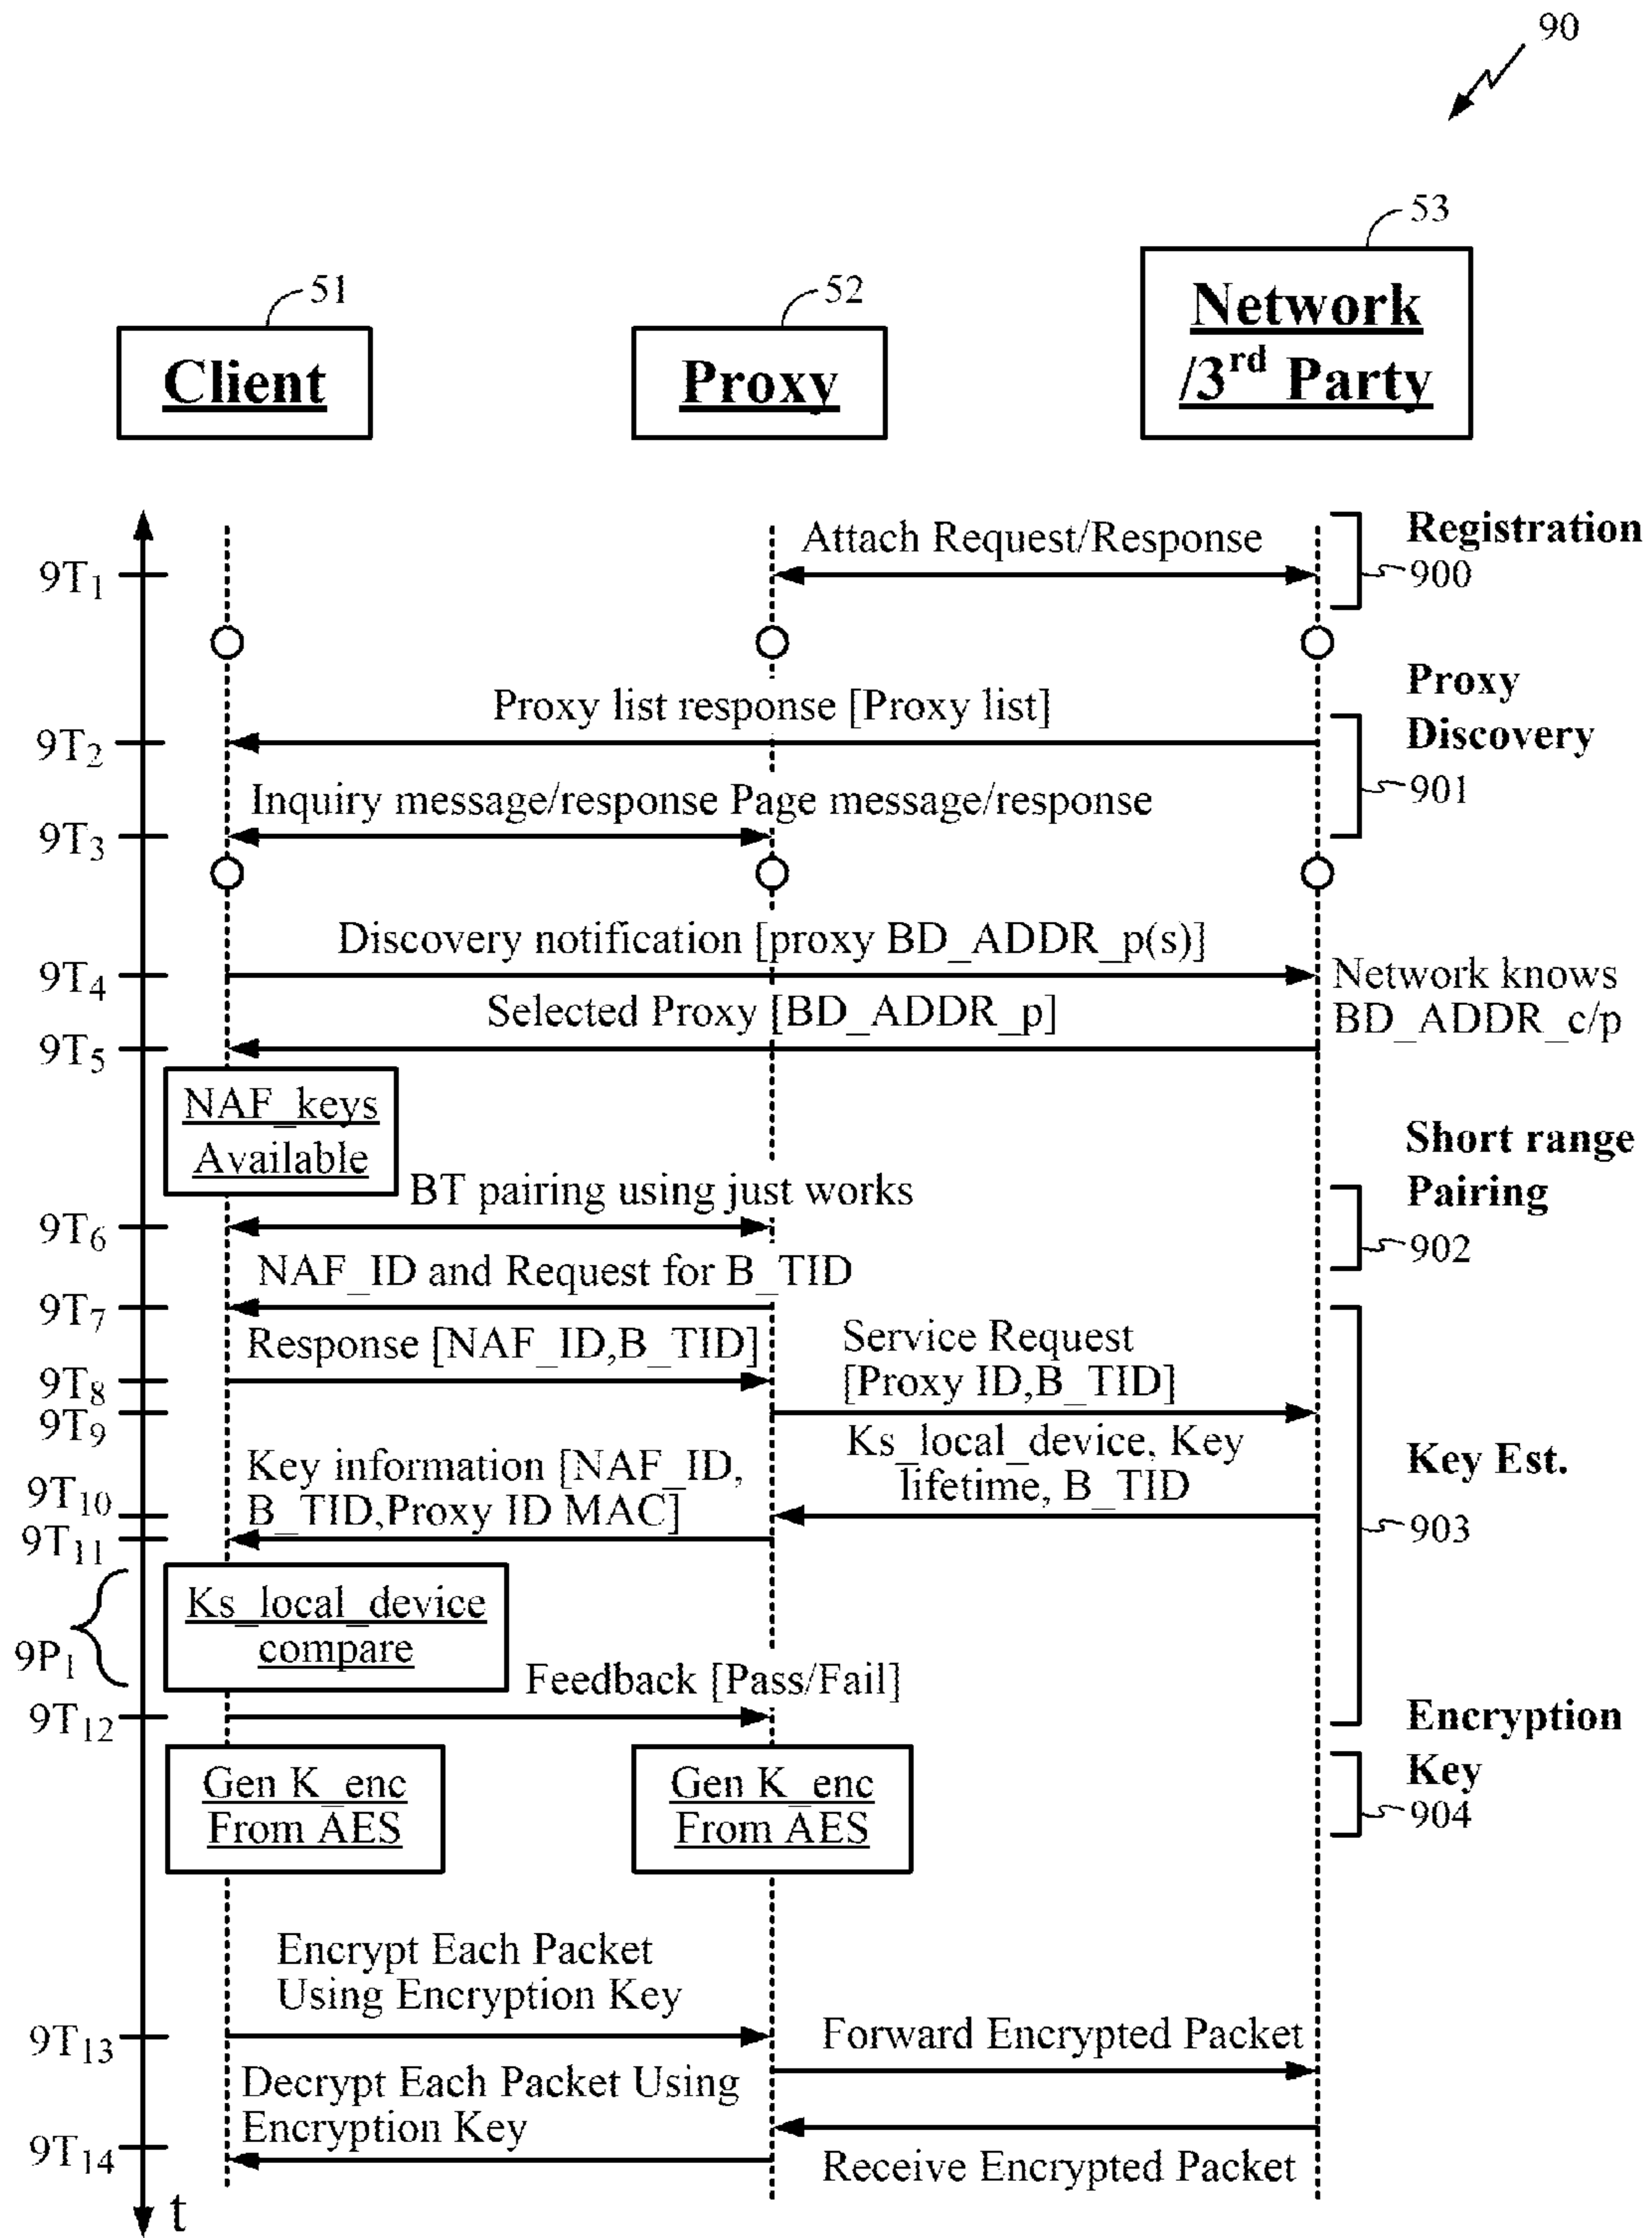 90
51
52
53
Client
Proxy
Network
/3rd Party
Attach Request/Response
Registration
900
9T1
Proxy list response [Proxy list]
Proxy
Discovery
901
9T2
Inquiry message/response Page message/response
9T3
Discovery notification [proxy BD_ADDR_p(s)]
9T4
Network knows
BD_ADDR_c/p
Selected Proxy [BD_ADDR_p]
9T5
NAF_keys
Available
Short range
Pairing
902
BT pairing using just works
9T6
NAF_ID and Request for B_TID
9T7
Response [NAF_ID,B_TID]
9T8
Service Request
[Proxy ID,B_TID]
9T9
Ks_local_device, Key
lifetime, B_TID
Key Est.
903
9T10
Key information [NAF_ID,
B_TID,Proxy ID MAC]
9T11
Ks_local_device
compare
9P1
Feedback [Pass/Fail]
9T12
Encryption
Key
904
Gen K_enc
From AES
Gen K_enc
From AES
Encrypt Each Packet
Using Encryption Key
9T13
Forward Encrypted Packet
Decrypt Each Packet Using
Encryption Key
9T14
Receive Encrypted Packet
t